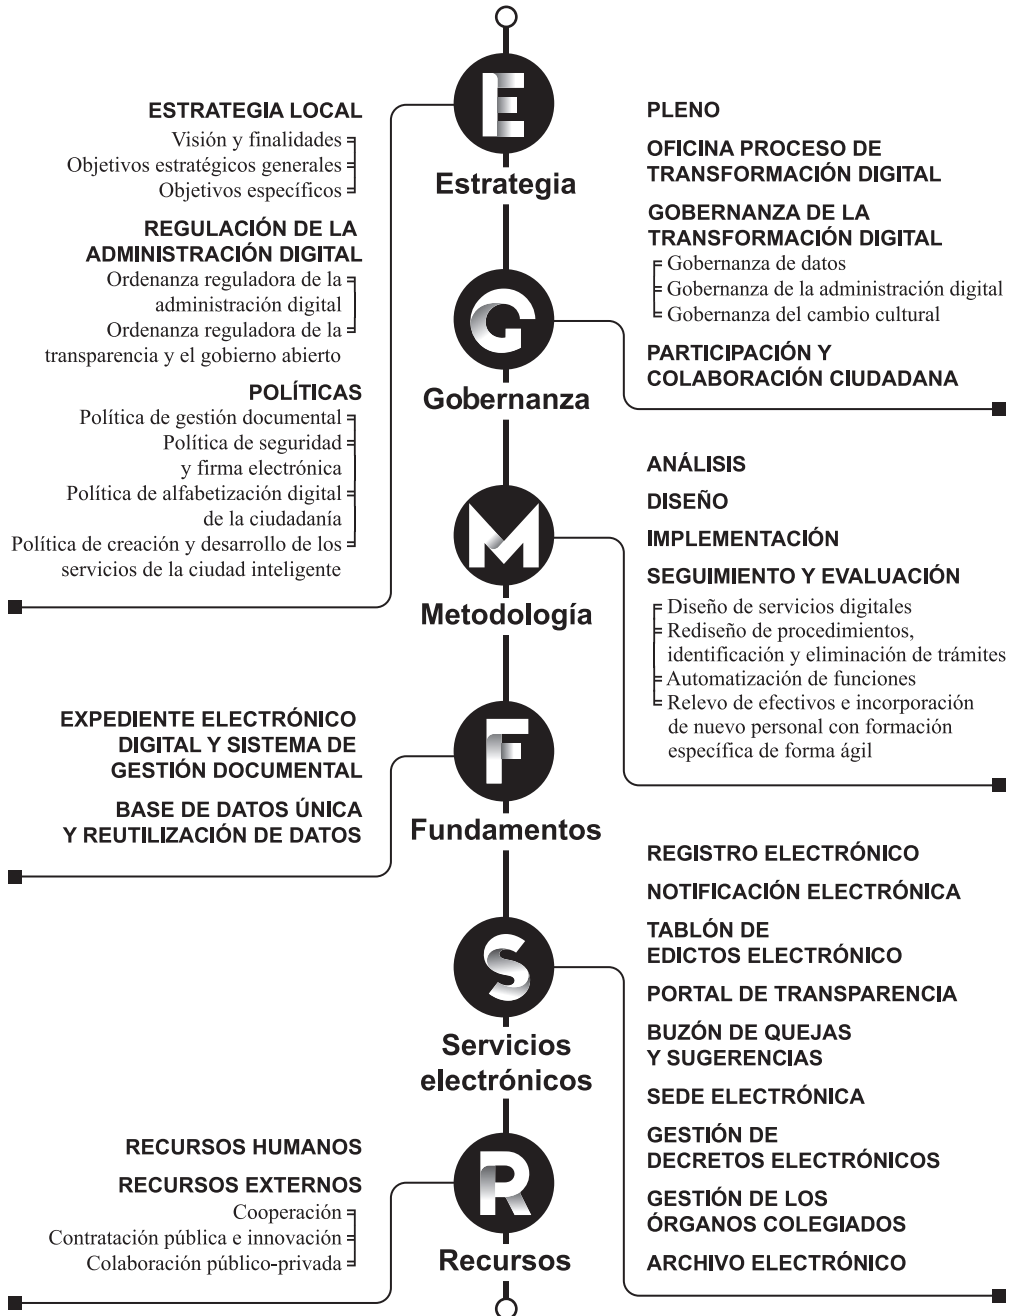 E
Estrategia
ESTRATEGIA LOCAL
Visión y finalidades
Objetivos estratégicos generales
Objetivos específicos
REGULACIÓN DE LA
ADMINISTRACIÓN DIGITAL
Ordenanza reguladora de la
administración digital
Ordenanza reguladora de la
transparencia y el gobierno abierto
POLÍTICAS
Política de gestión documental
Política de seguridad
y firma electrónica
Política de alfabetización digital
de la ciudadanía
Política de creación y desarrollo de los
servicios de la ciudad inteligente
G
Gobernanza
PLENO
OFICINA PROCESO DE
TRANSFORMACIÓN DIGITAL
GOBERNANZA DE LA
TRANSFORMACIÓN DIGITAL
Gobernanza de datos
Gobernanza de la administración digital
Gobernanza del cambio cultural
PARTICIPACIÓN Y
COLABORACIÓN CIUDADANA
M
Metodología
ANÁLISIS
DISEÑO
IMPLEMENTACIÓN
SEGUIMIENTO Y EVALUACIÓN
Diseño de servicios digitales
Rediseño de procedimientos,
identificación y eliminación de trámites
Automatización de funciones
Relevo de efectivos e incorporación
de nuevo personal con formación
específica de forma ágil
F
Fundamentos
EXPEDIENTE ELECTRÓNICO
DIGITAL Y SISTEMA DE
GESTIÓN DOCUMENTAL
BASE DE DATOS ÚNICA
Y REUTILIZACIÓN DE DATOS
S
Servicios
electrónicos
REGISTRO ELECTRÓNICO
NOTIFICACIÓN ELECTRÓNICA
TABLÓN DE
EDICTOS ELECTRÓNICO
PORTAL DE TRANSPARENCIA
BUZÓN DE QUEJAS
Y SUGERENCIAS
SEDE ELECTRÓNICA
GESTIÓN DE
DECRETOS ELECTRÓNICOS
GESTIÓN DE LOS
ÓRGANOS COLEGIADOS
ARCHIVO ELECTRÓNICO
R
Recursos
RECURSOS HUMANOS
RECURSOS EXTERNOS
Cooperación
Contratación pública e innovación
Colaboración público-privada